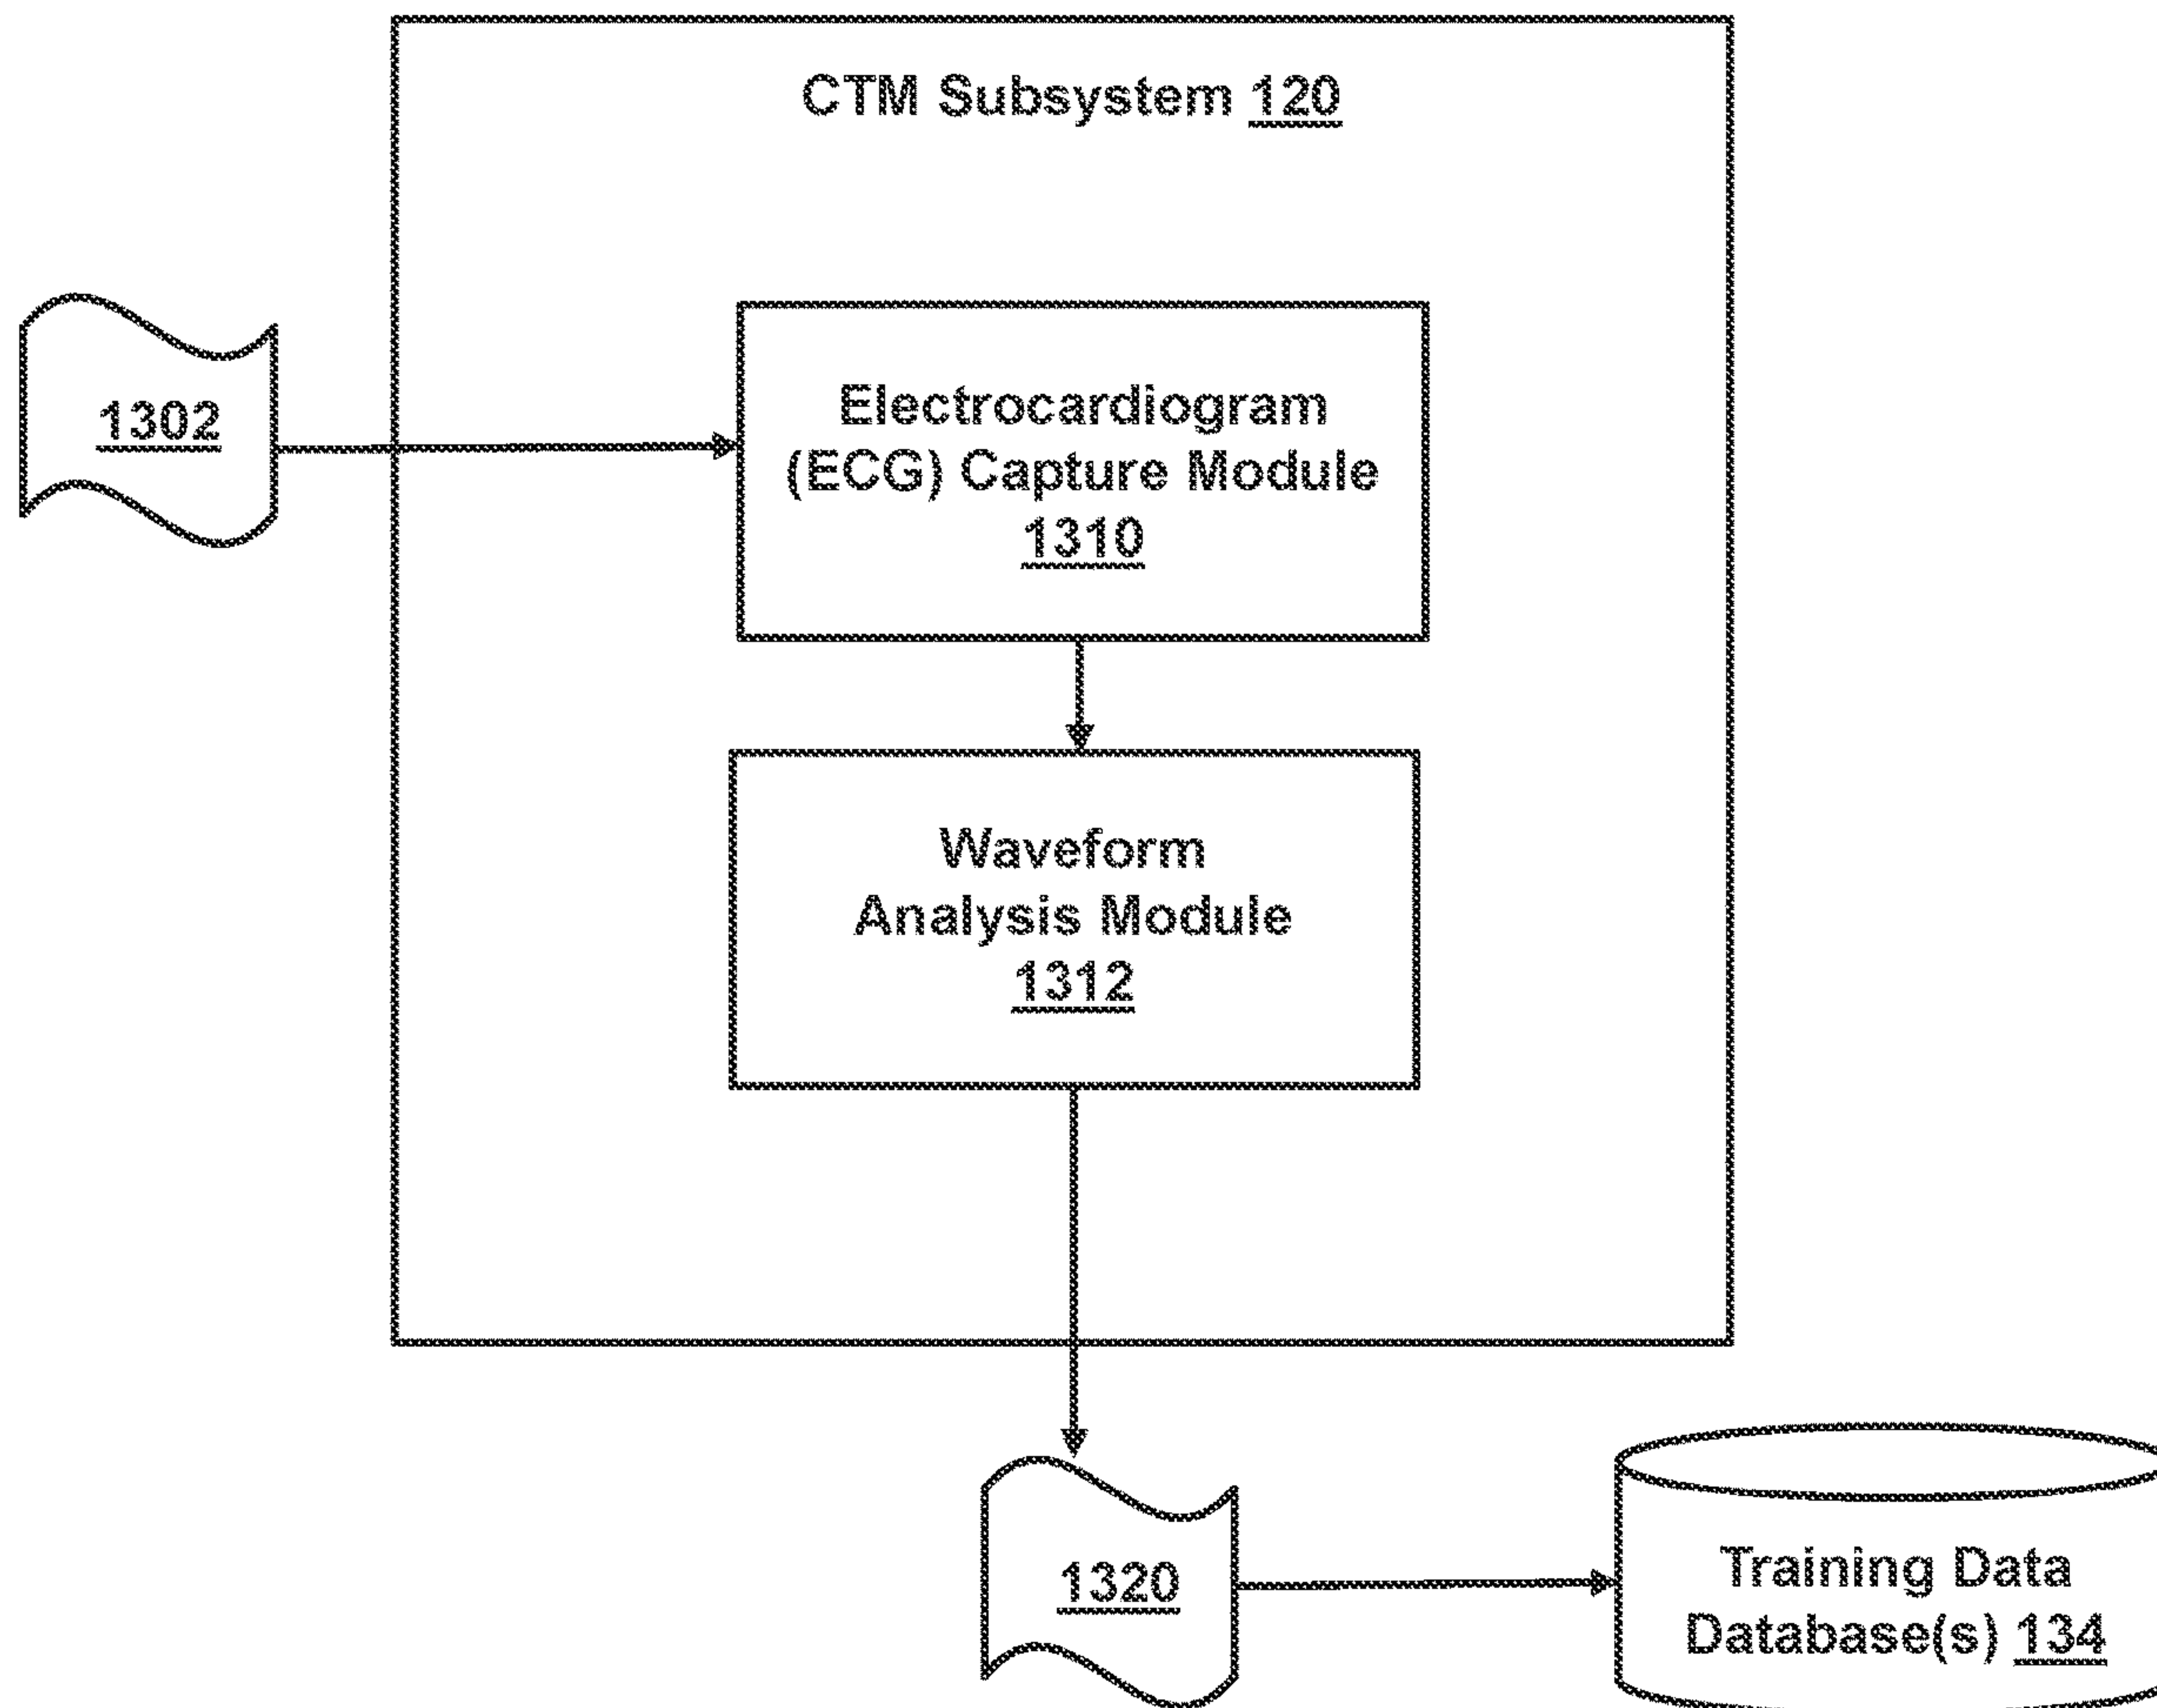 CTM Subsystem 120
1302
Electrocardiogram
(ECG) Capture Module
1310
Waveform
Analysis Module
1312
1320
Training Data
Database(s) 134